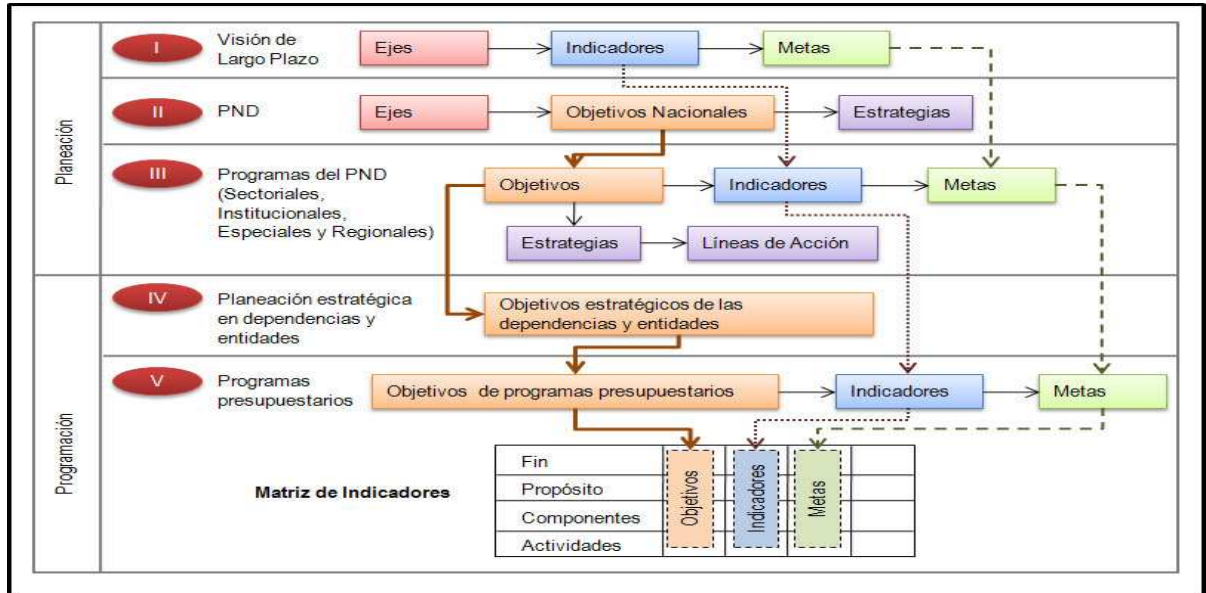 Planeación
I
Visión de
Largo Plazo
Ejes
Indicadores
Metas
II
PND
Ejes
Objetivos Nacionales
Estrategias
III
Programas del PND
(Sectoriales,
Institucionales,
Especiales y Regionales)
Objetivos
Indicadores
Metas
Estrategias
Líneas de Acción
Programación
IV
Planeación estratégica
en dependencias y
entidades
Objetivos estratégicos de las
dependencias y entidades
V
Programas
presupuestarios
Objetivos de programas presupuestarios
Indicadores
Metas
Matriz de Indicadores
Fin
Propósito
Componentes
Actividades
Objetivos
Indicadores
Metas